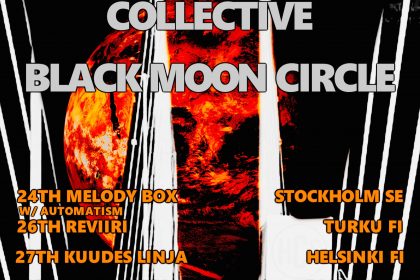 COLLECTIVE
BLACK MOON CIRCLE
24TH MELODY BOX STOCKHOLM SE
W/ AUTOMATISM
26TH REVIIRI TURKU FI
27TH KUUDES LINJA HELSINKI FI